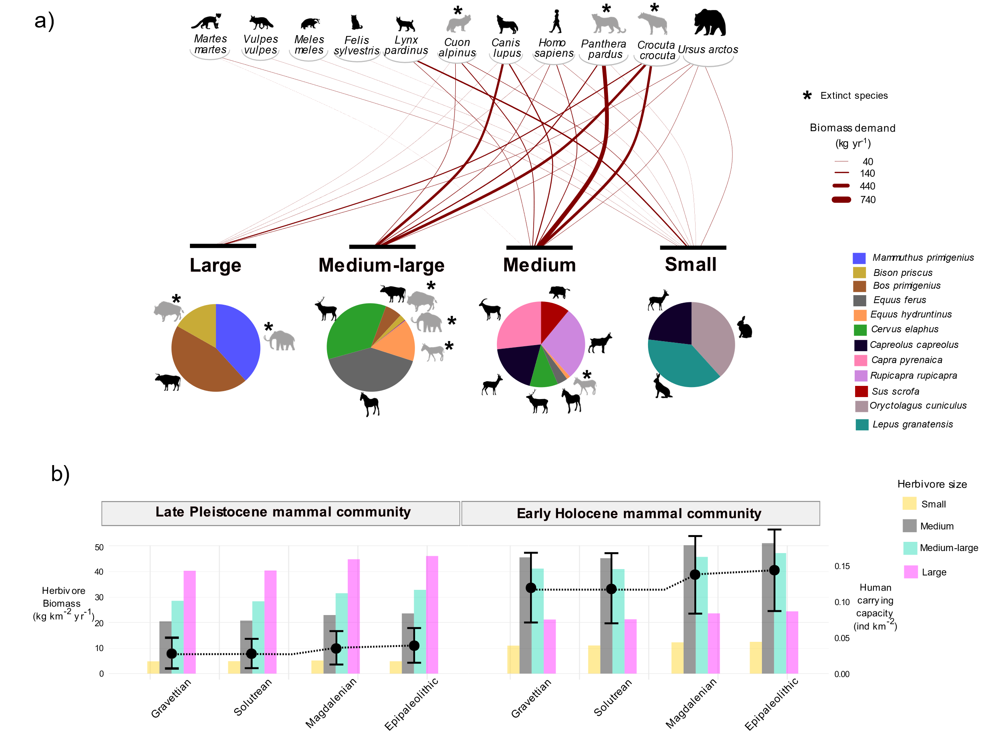 a)
*
*
*
Martes
martes
Vulpes
vulpes
Meles
meles
Felis
sylvestris
Lynx
pardinus
Cuon
alpinus
Canis
lupus
Homo
sapiens
Panthera
pardus
Crocuta
crocuta
Ursus arctos
* Extinct species
Biomass demand
(kg yr-1)
40
140
440
740
Large
Medium-large
Medium
Small
*
*
*
*
*
*
Mammuthus primigenius
Bison priscus
Bos primigenius
Equus ferus
Equus hydruntinus
Cervus elaphus
Capreolus capreolus
Capra pyrenaica
Rupicapra rupicapra
Sus scrofa
Oryctolagus cuniculus
Lepus granatensis
b)
Late Pleistocene mammal community
Early Holocene mammal community
Herbivore size
Small
Medium
Medium-large
Large
Herbivore
Biomass
(kg km-2 yr-1)
50
40
30
20
10
0
0.15
0.10
0.05
0.00
Human
carrying
capacity
(ind km-2)
Gravettian
Solutrean
Magdalenian
Epipaleolithic
Gravettian
Solutrean
Magdalenian
Epipaleolithic